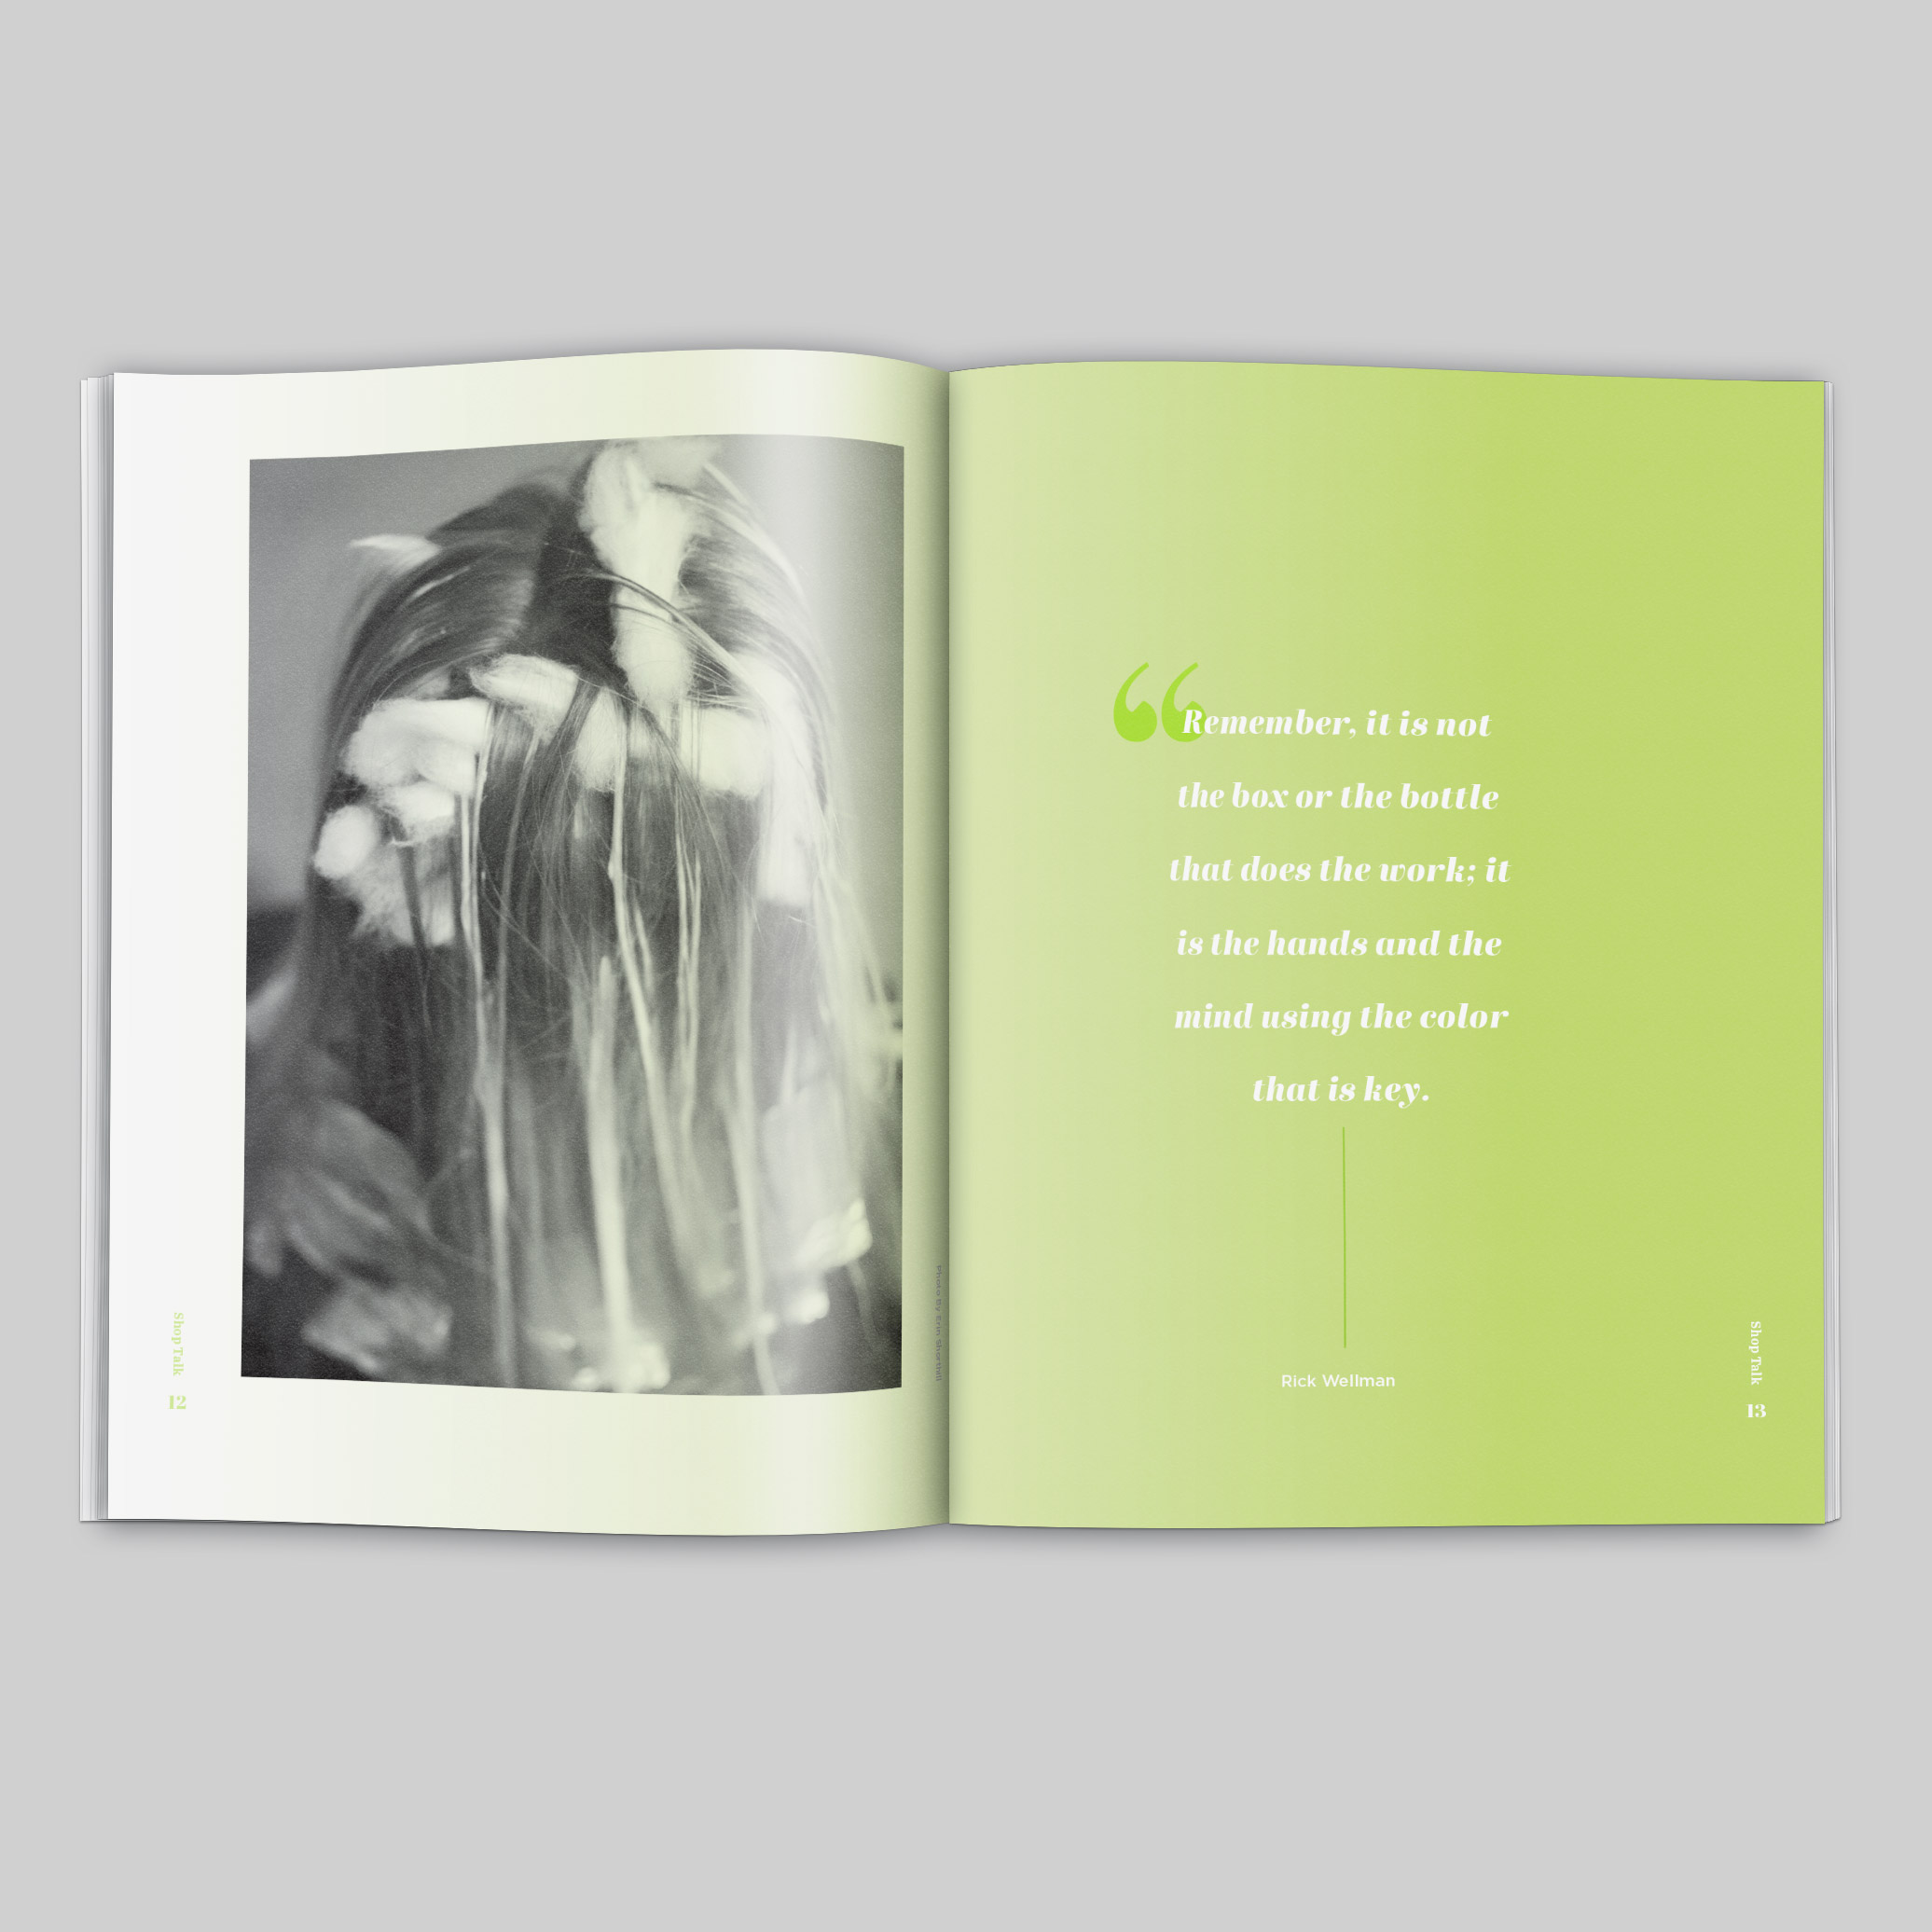 Shop Talk
12
Photo By Erin
“
Remember, it is not
the box or the bottle
that does the work; it
is the hands and the
mind using the color
that is key.
Rick Wellman
Shop Talk
13